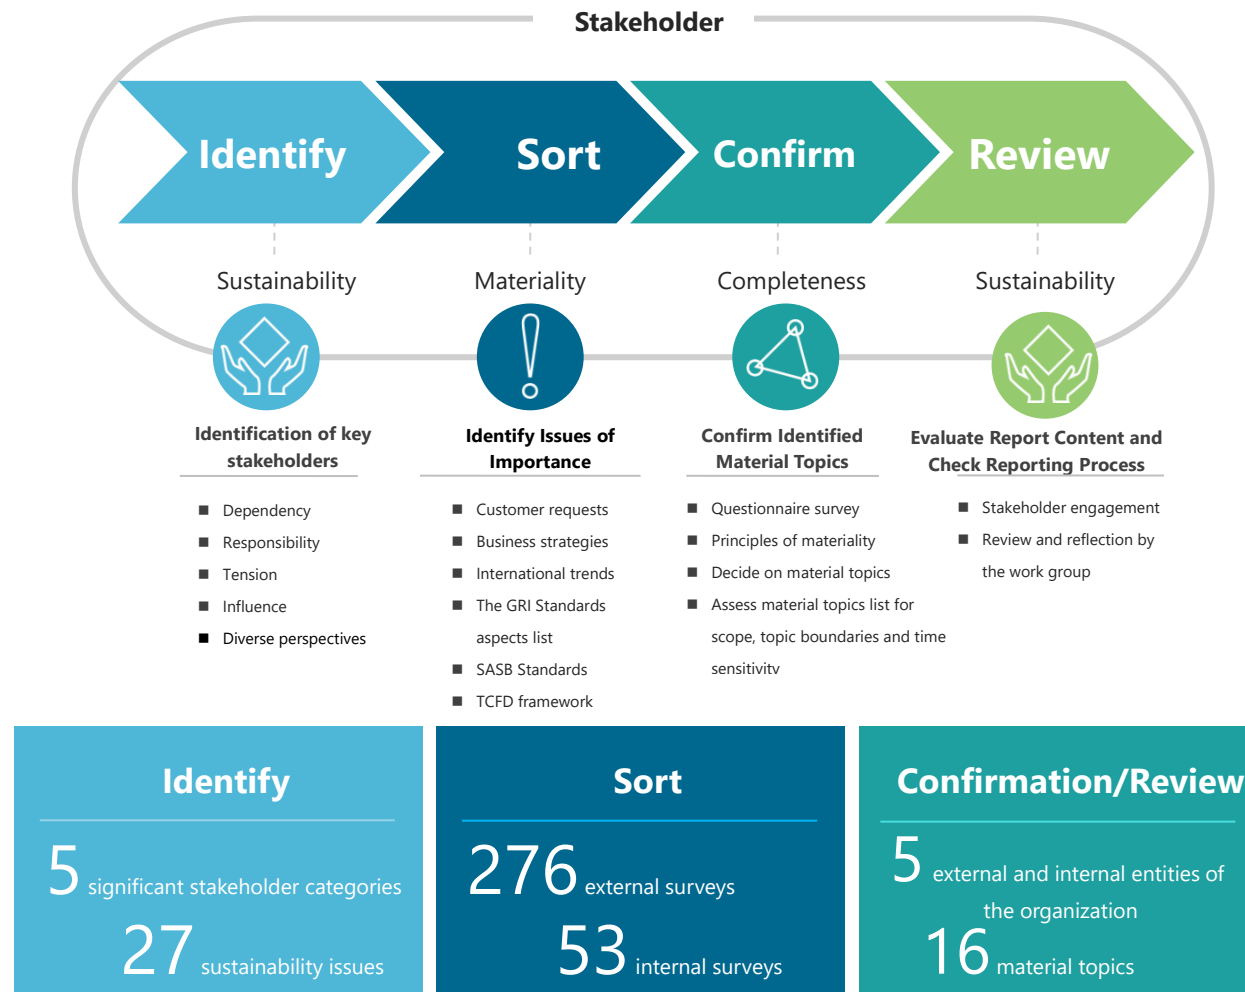 Stakeholder
Identify
Sort
Confirm
Review
Sustainability
Materiality
Completeness
Sustainability
Identification of key
stakeholders
■ Dependency
■ Responsibility
■ Tension
■ Influence
■ Diverse perspectives
Identify Issues of
Importance
■ Customer requests
■ Business strategies
■ International trends
■ The GRI Standards
aspects list
■ SASB Standards
■ TCFD framework
Confirm Identified
Material Topics
■ Questionnaire survey
■ Principles of materiality
■ Decide on material topics
■ Assess material topics list for
scope, topic boundaries and time
sensitivity
Evaluate Report Content and
Check Reporting Process
■ Stakeholder engagement
■ Review and reflection by
the work group
Identify
5 significant stakeholder categories
27 sustainability issues
Sort
276 external surveys
53 internal surveys
Confirmation/Review
5 external and internal entities of
the organization
16 material topics